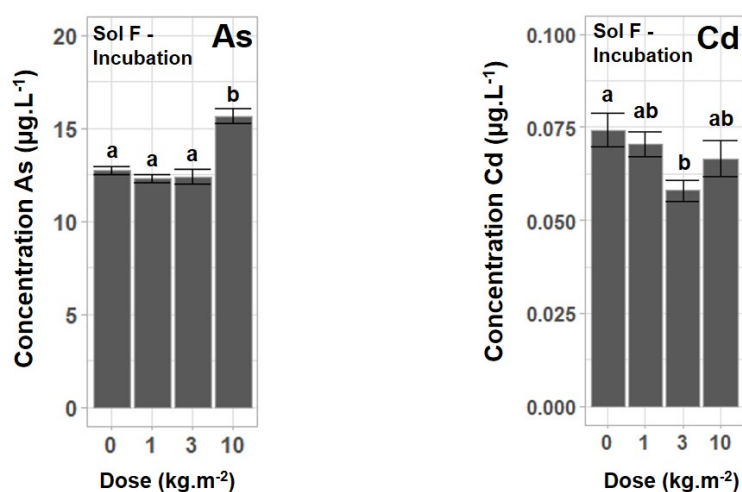 Sol F -
Incubation
As
20
15
10
5
0
a
a
a
b
0
1
3
10
Concentration As (µg.L⁻¹)
Dose (kg.m⁻²)
Sol F -
Incubation
Cd
0.100
0.075
0.050
0.025
0.000
a
ab
b
ab
0
1
3
10
Concentration Cd (µg.L⁻¹)
Dose (kg.m⁻²)